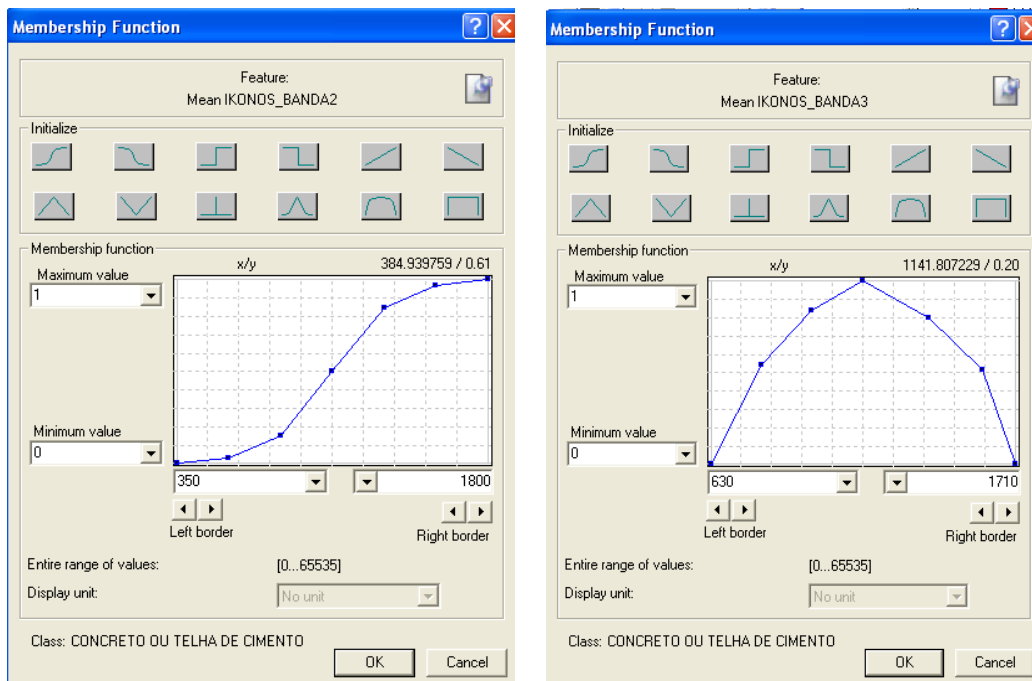 Membership Function
Feature:
Mean IKONOS_BANDA2
Initialize
Membership function
Maximum value
x/y
384.939759 / 0.61
1
Minimum value
0
350
1800
Left border
Right border
Entire range of values:
[0...65535]
Display unit:
No unit
Class: CONCRETO OU TELHA DE CIMENTO
OK
Cancel
Membership Function
Feature:
Mean IKONOS_BANDA3
Initialize
Membership function
Maximum value
x/y
1141.807229 / 0.20
1
Minimum value
0
630
1710
Left border
Right border
Entire range of values:
[0...65535]
Display unit:
No unit
Class: CONCRETO OU TELHA DE CIMENTO
OK
Cancel